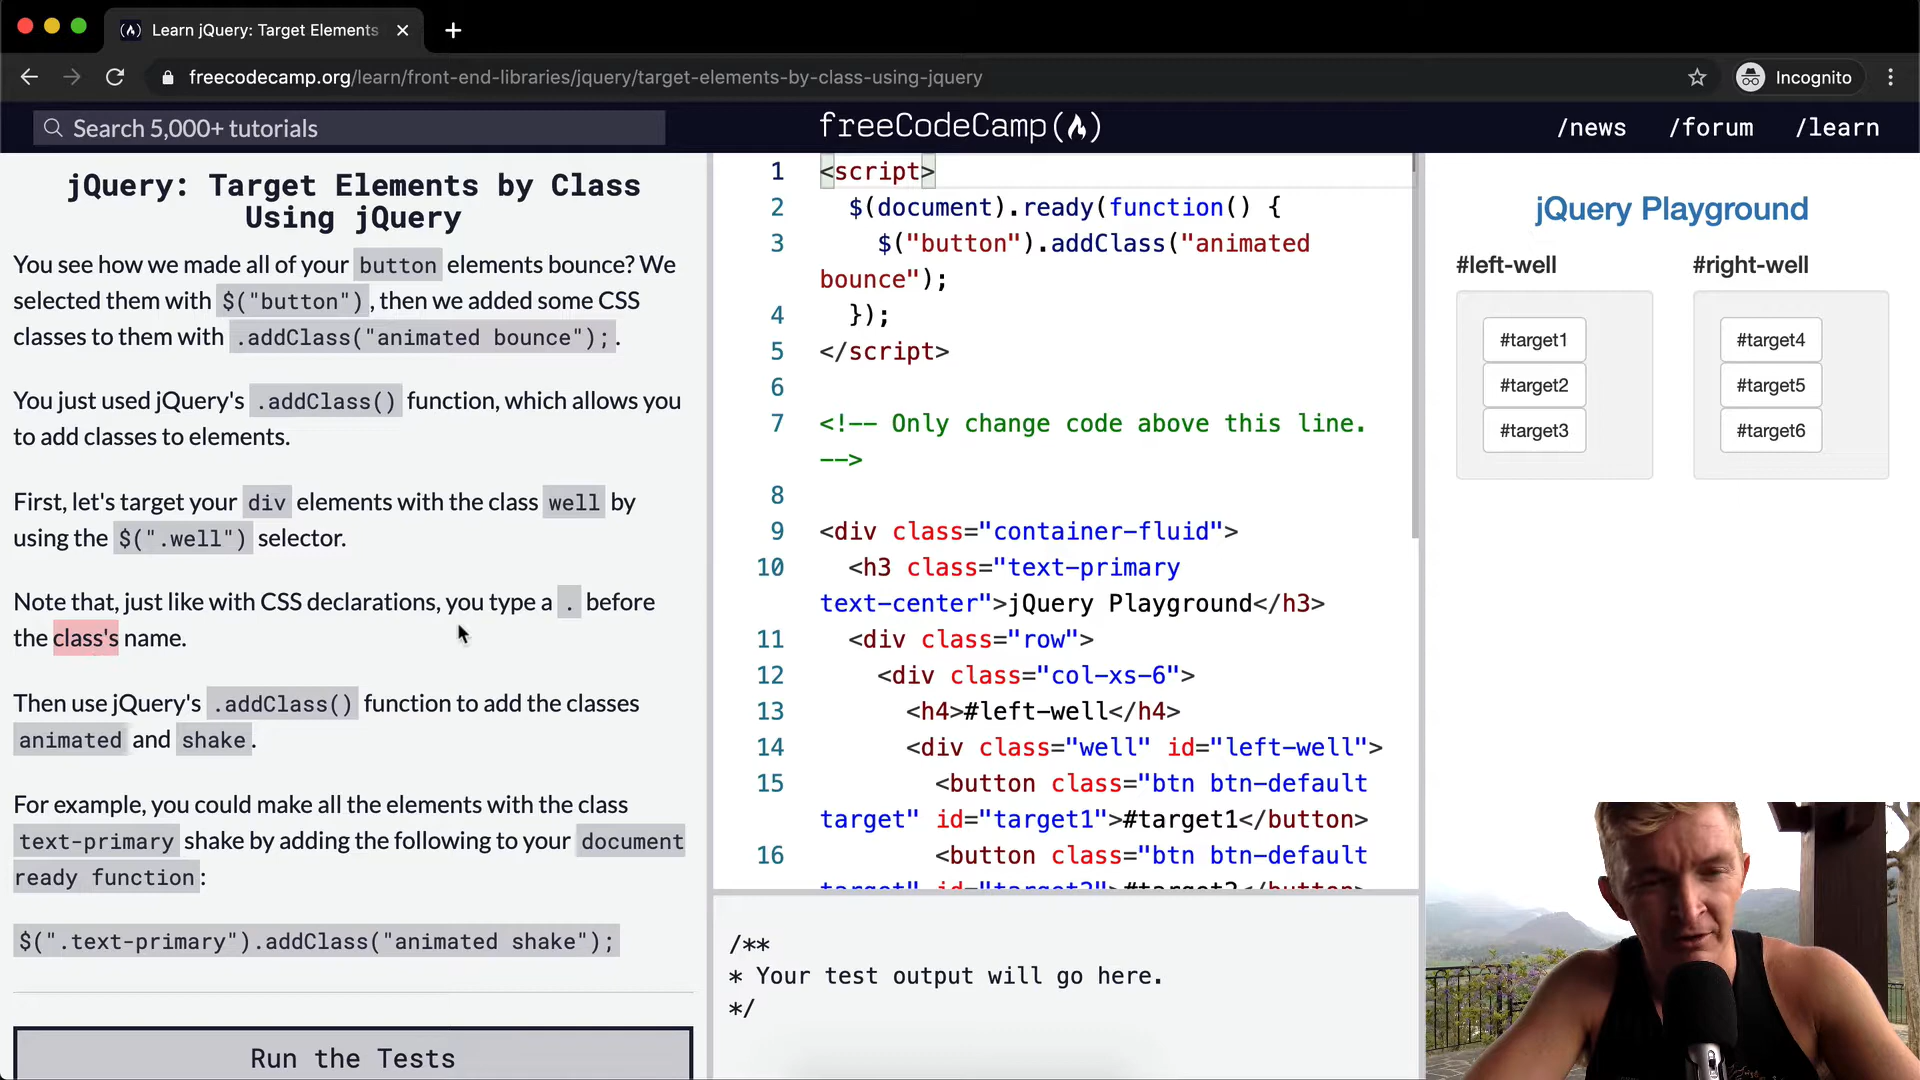 Learn jQuery: Target Elements
freecodecamp.org/learn/front-end-libraries/jquery/target-elements-by-class-using-jquery
Incognito
Search 5,000+ tutorials
freeCodeCamp
/news
/forum
/learn
jQuery: Target Elements by Class
Using jQuery
You see how we made all of your button elements bounce? We
selected them with $("button"), then we added some CSS
classes to them with .addClass("animated bounce");.
You just used jQuery's .addClass() function, which allows you
to add classes to elements.
First, let's target your div elements with the class well by
using the $(".well") selector.
Note that, just like with CSS declarations, you type a . before
the class's name.
Then use jQuery's .addClass() function to add the classes
animated and shake.
For example, you could make all the elements with the class
text-primary shake by adding the following to your document
ready function:
$(".text-primary").addClass("animated shake");
Run the Tests
1 <script>
2 $(document).ready(function() {
3 $("button").addClass("animated
bounce");
4 });
5 </script>
6
7 <!-- Only change code above this line.
-->
8
9 <div class="container-fluid">
10 <h3 class="text-primary
text-center">jQuery Playground</h3>
11 <div class="row">
12 <div class="col-xs-6">
13 <h4>#left-well</h4>
14 <div class="well" id="left-well">
15 <button class="btn btn-default
target" id="target1">#target1</button>
16 <button class="btn btn-default
target" id="target2">#target2</button>
/**
* Your test output will go here.
*/
jQuery Playground
#left-well
#right-well
#target1
#target4
#target2
#target5
#target3
#target6